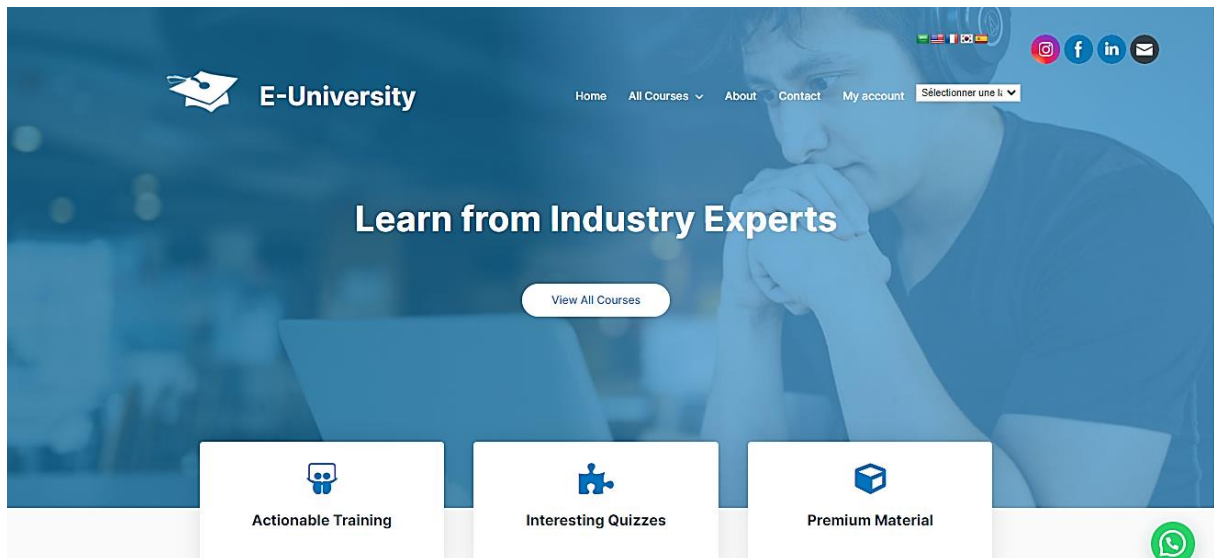 E-University
Home All Courses About Contact My account Sélectionner une l
Learn from Industry Experts
View All Courses
Actionable Training Interesting Quizzes Premium Material